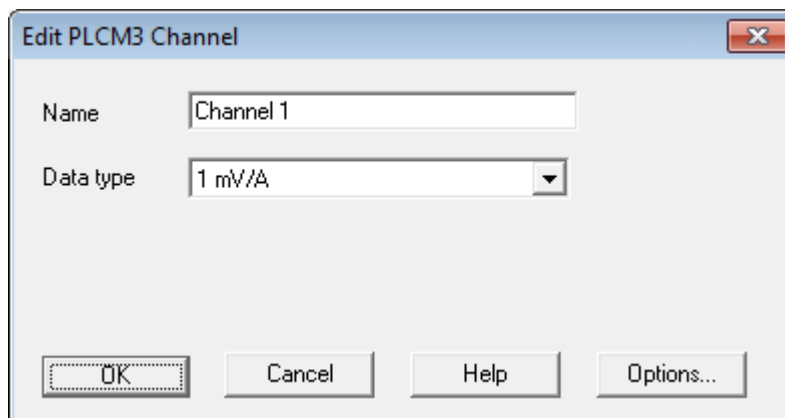 Edit PLCM3 Channel
Name Channel 1
Data type 1 mV/A
OK Cancel Help Options...